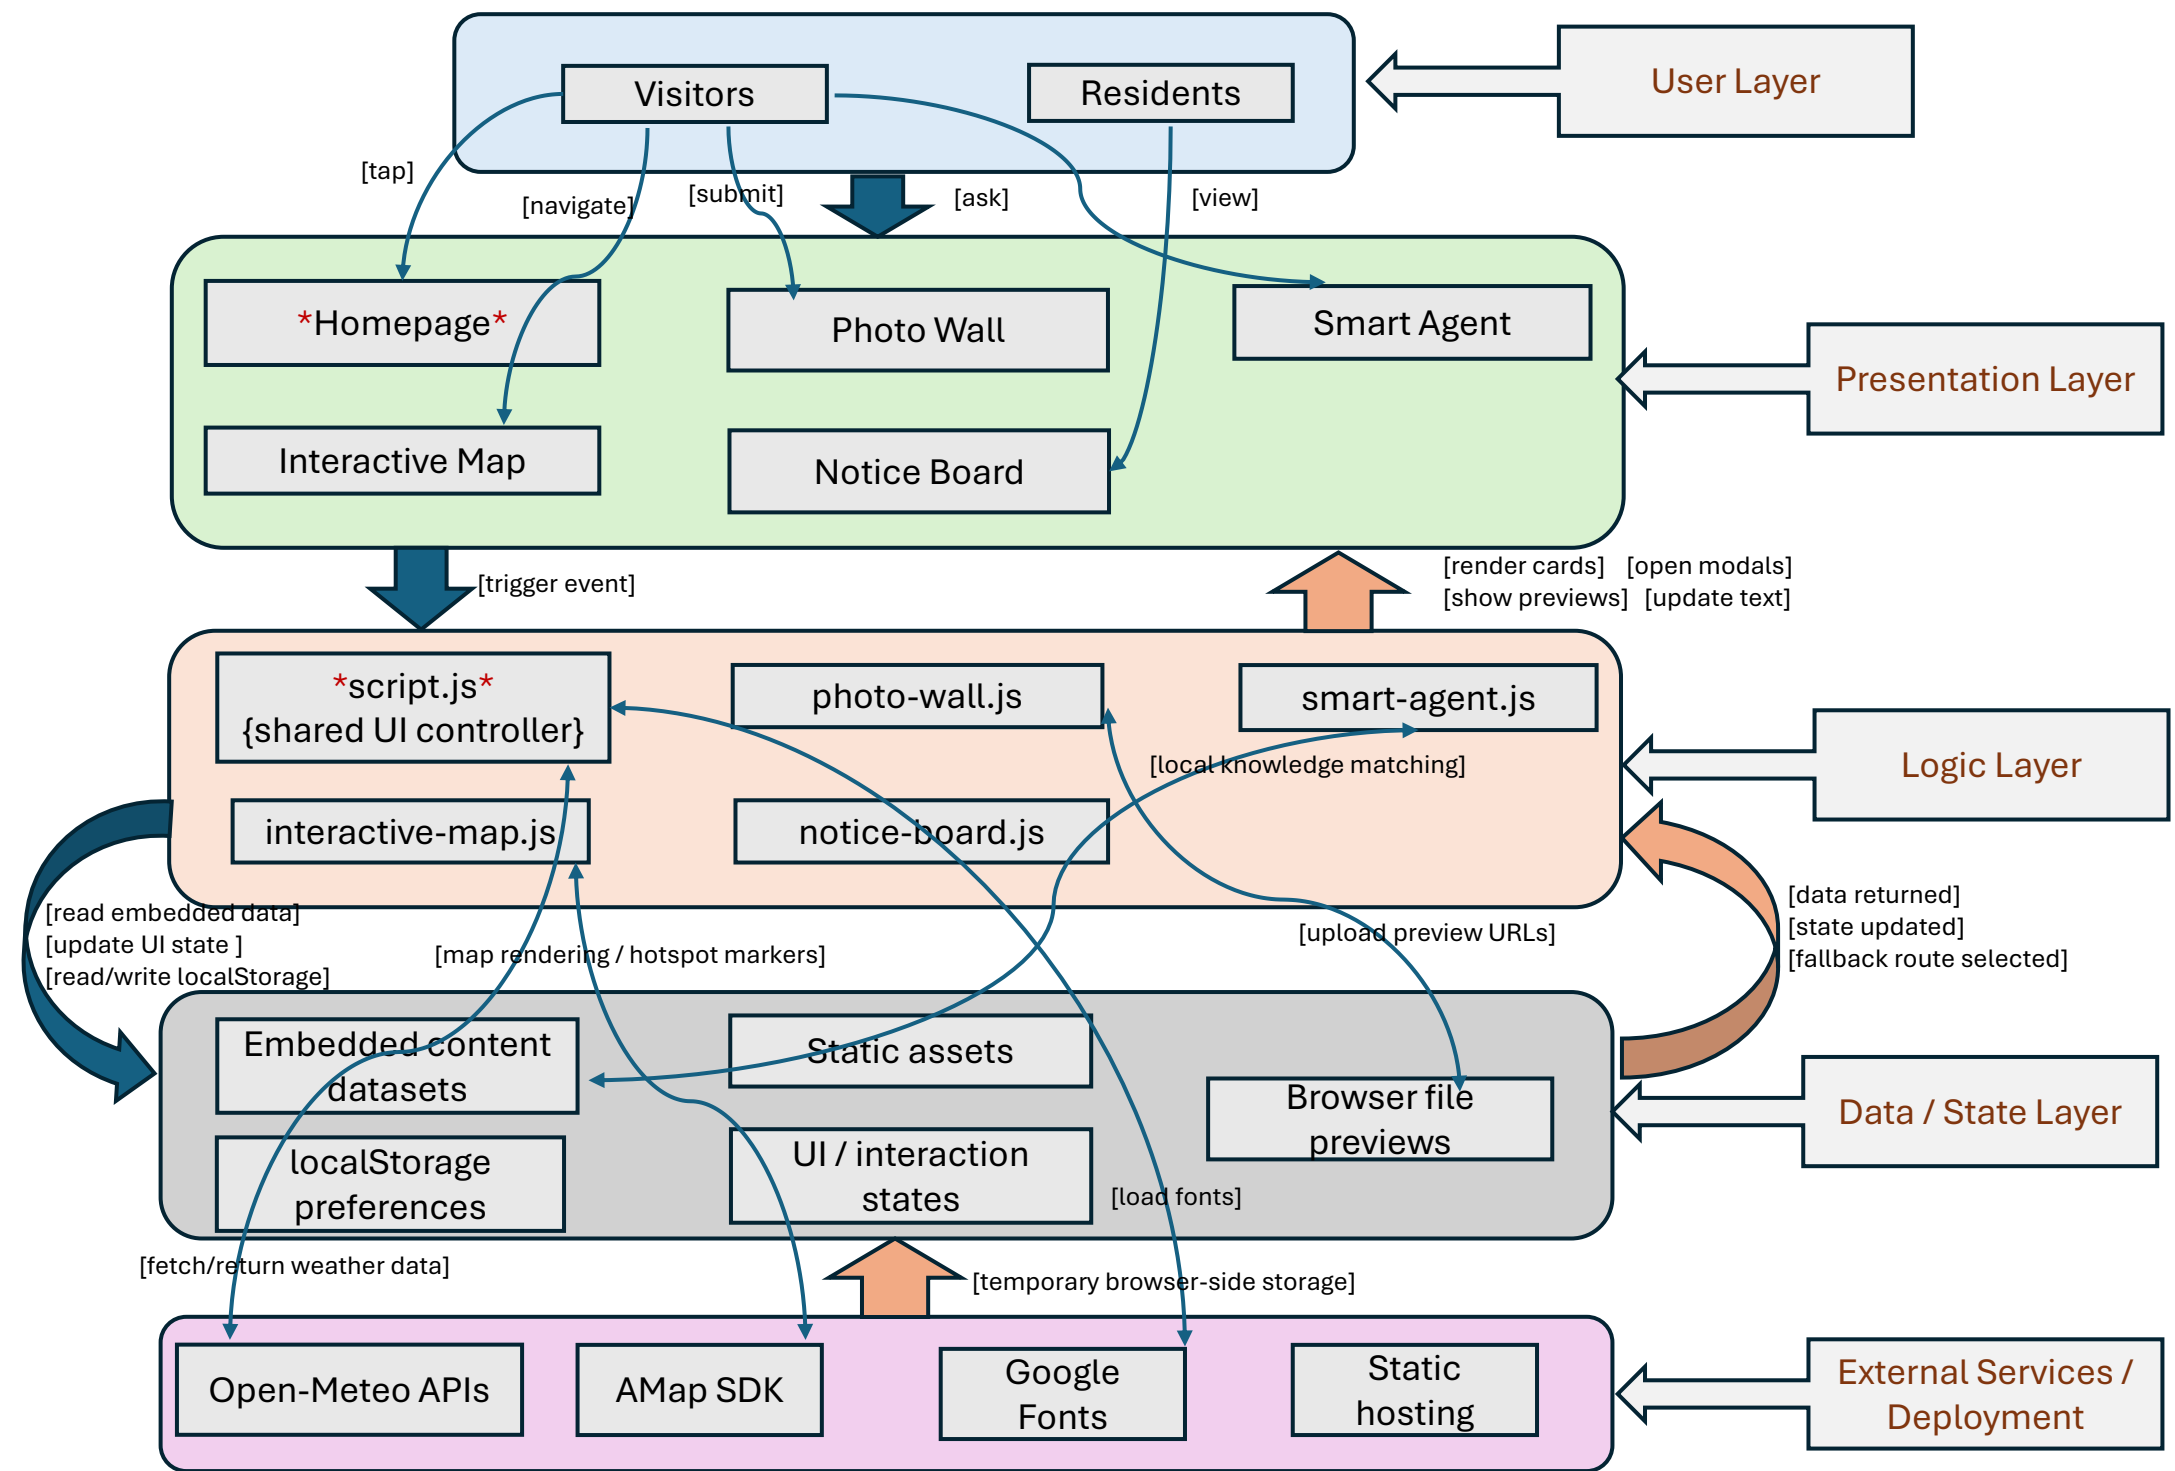 Visitors
Residents
User Layer
[tap]
[navigate]
[submit]
[ask]
[view]
*Homepage*
Photo Wall
Smart Agent
Presentation Layer
Interactive Map
Notice Board
[trigger event]
[render cards] [open modals]
[show previews] [update text]
*script.js*
{shared UI controller}
photo-wall.js
smart-agent.js
[local knowledge matching]
Logic Layer
interactive-map.js
notice-board.js
[read embedded data]
[update UI state ]
[read/write localStorage]
[map rendering / hotspot markers]
[upload preview URLs]
[data returned]
[state updated]
[fallback route selected]
Embedded content
datasets
Static assets
Browser file
previews
Data / State Layer
localStorage
preferences
UI / interaction
states
[load fonts]
[fetch/return weather data]
[temporary browser-side storage]
Open-Meteo APIs
AMap SDK
Google
Fonts
Static
hosting
External Services /
Deployment